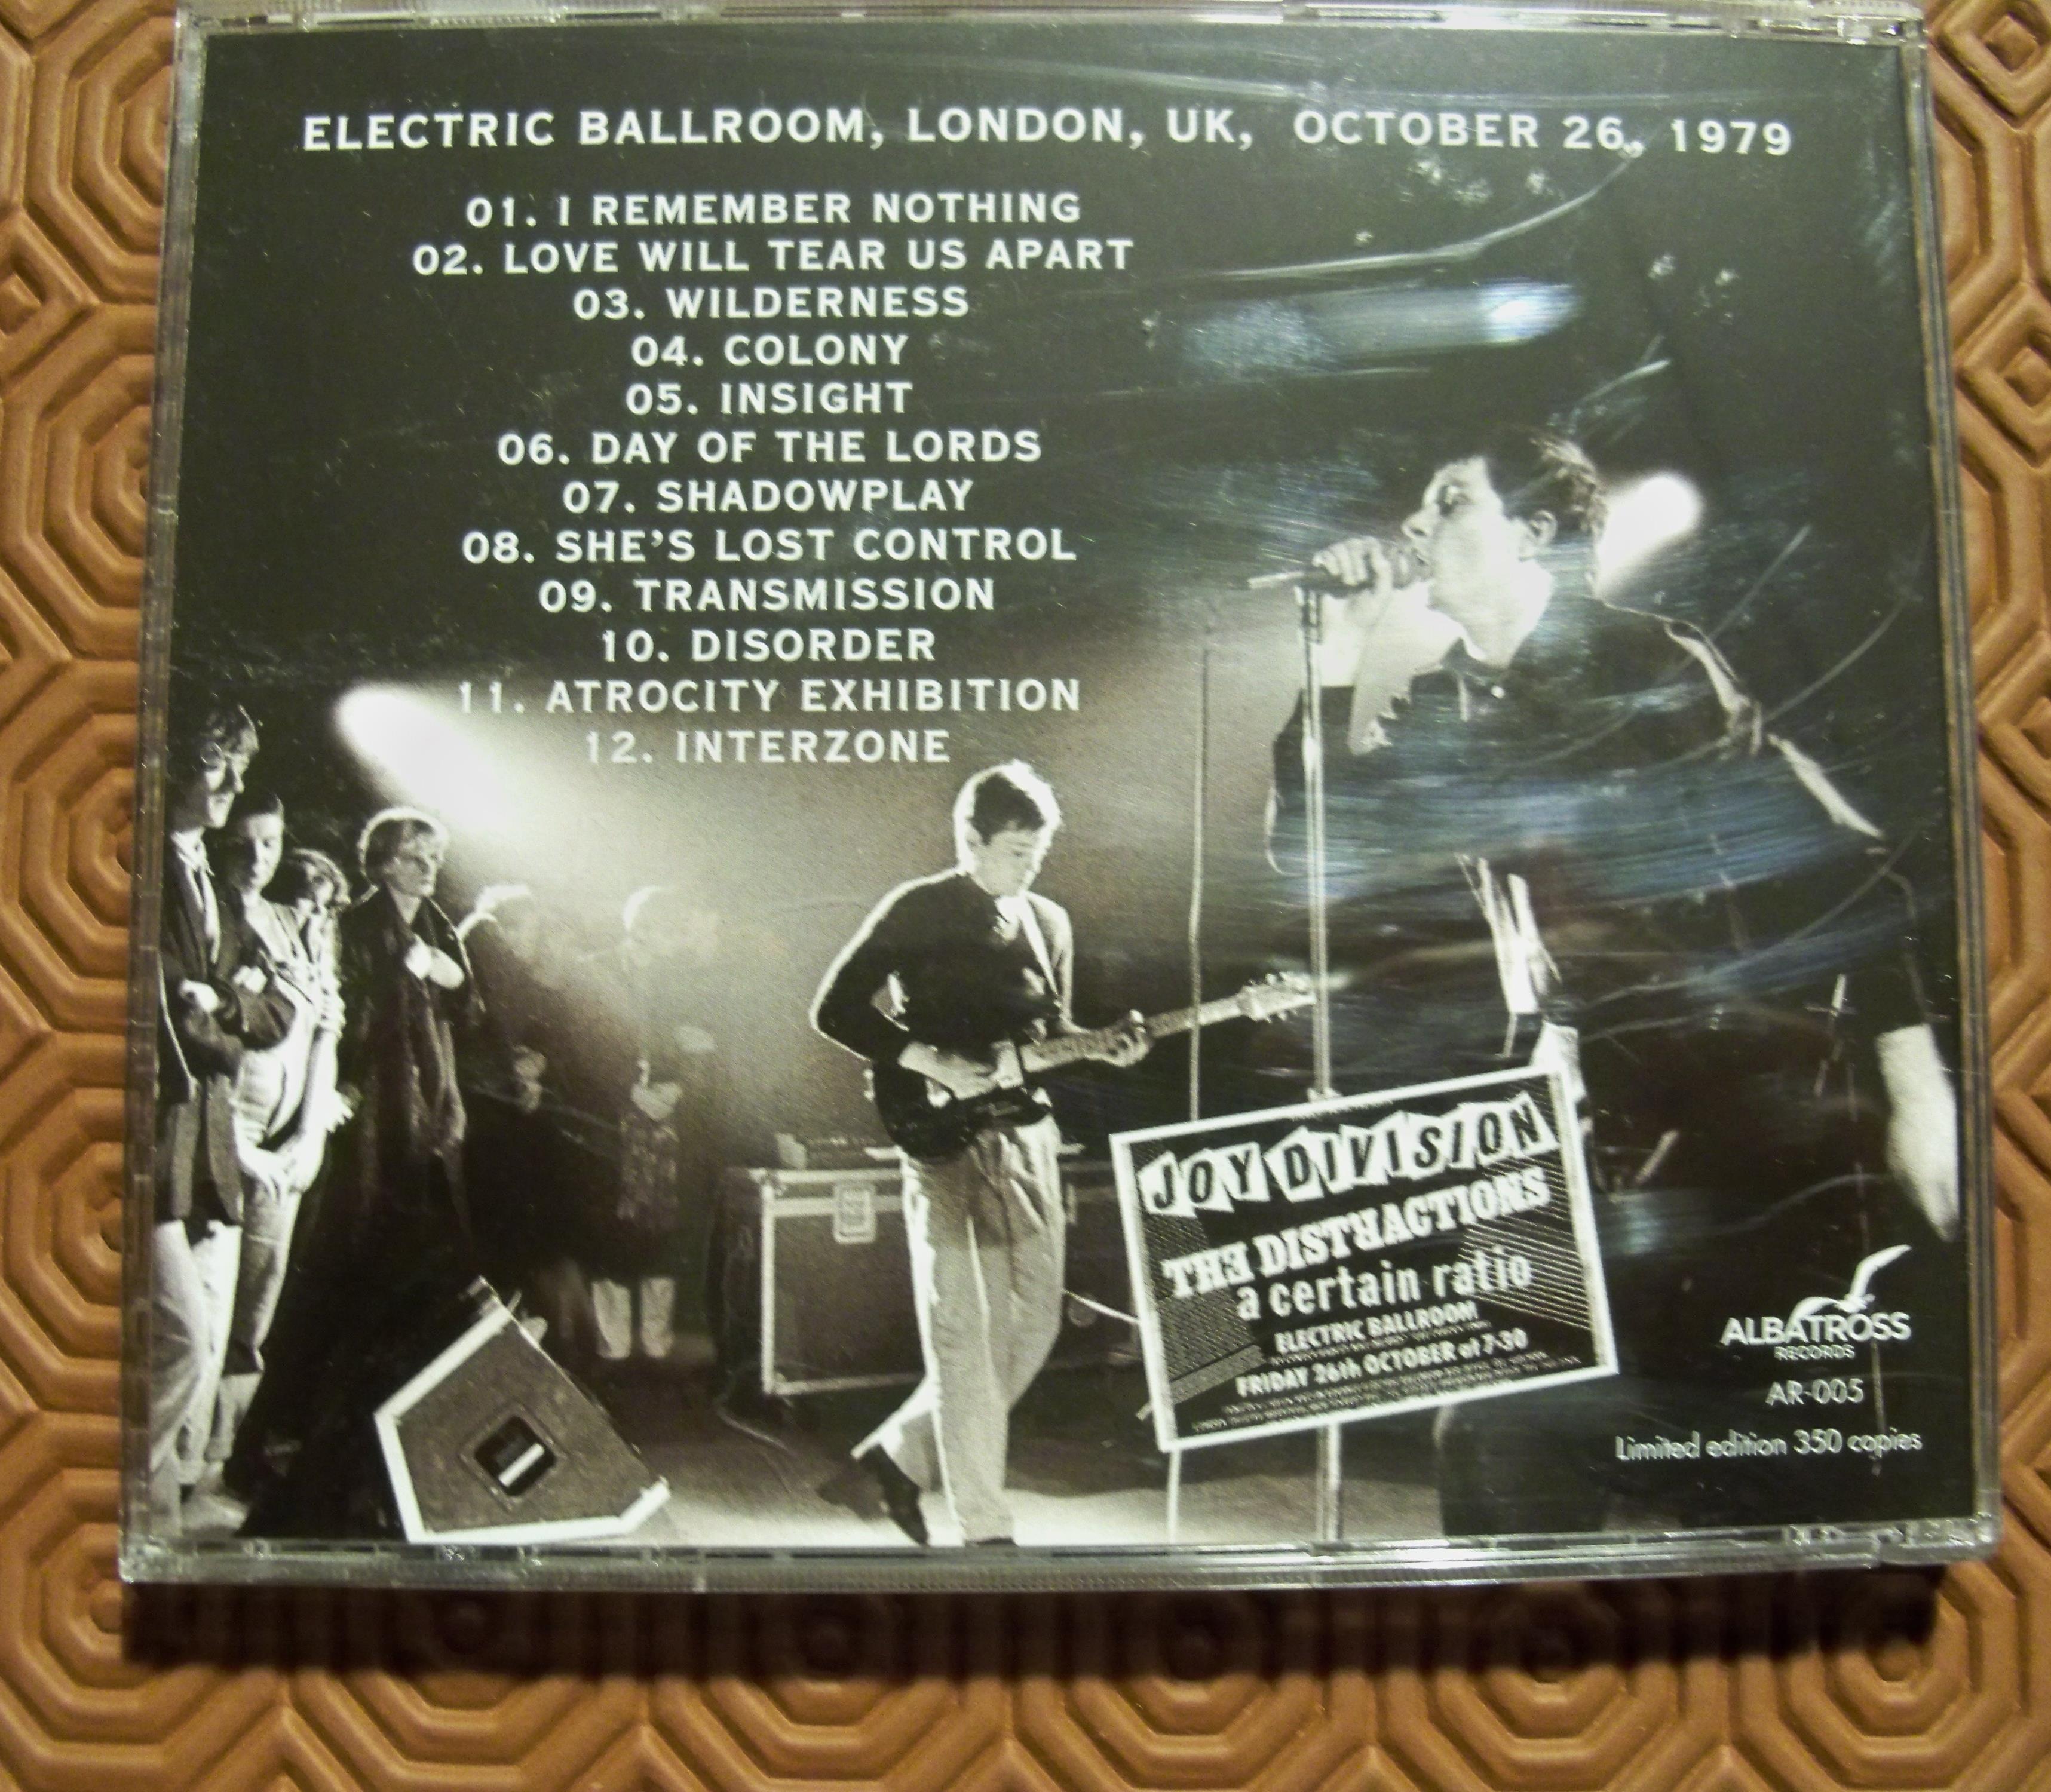 ELECTRIC BALLROOM, LONDON, UK, OCTOBER 26, 1979
01. I REMEMBER NOTHING
02. LOVE WILL TEAR US APART
03. WILDERNESS
04. COLONY
05. INSIGHT
06. DAY OF THE LORDS
07. SHADOWPLAY
08. SHE'S LOST CONTROL
09. TRANSMISSION
10. DISORDER
11. ATROCITY EXHIBITION
12. INTERZONE
JOY DIVISION
THE DISTRACTIONS
a certain ratio
ELECTRIC BALLROOM
FRIDAY 26th OCTOBER at 7-30
ALBATROSS
RECORDS
AR-005
Limited edition 350 copies